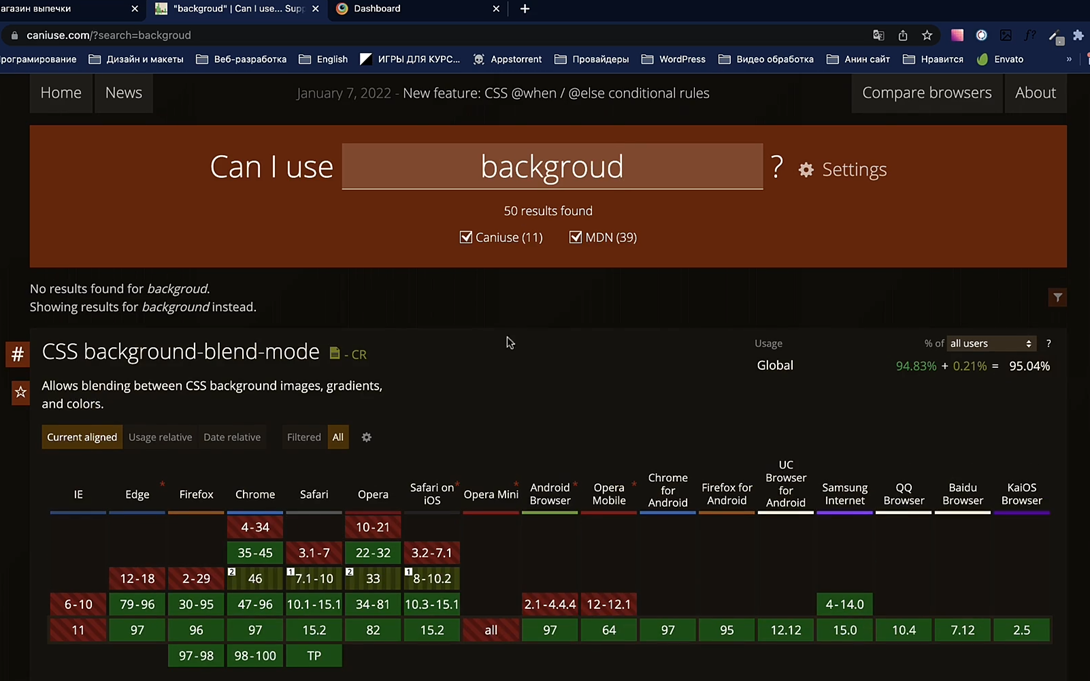 агазин выпечки
"backgroud" | Can I use... Supp
Dashboard
caniuse.com/?search=backgroud
рограмирование Дизайн и макеты Веб-разработка English ИГРЫ ДЛЯ КУРС... Appstorrent Провайдеры WordPress Видео обработка Анин сайт Нравится Envato »
Home News January 7, 2022 - New feature: CSS @when / @else conditional rules Compare browsers About
Can I use backgroud ? Settings
50 results found
Caniuse (11) MDN (39)
No results found for backgroud.
Showing results for background instead.
# CSS background-blend-mode - CR
Usage % of all users ?
Global 94.83% + 0.21% = 95.04%
Allows blending between CSS background images, gradients,
and colors.
Current aligned Usage relative Date relative Filtered All
IE Edge * Firefox Chrome Safari Opera Safari on iOS * Opera Mini * Android Browser * Opera Mobile * Chrome for Android Firefox for Android UC Browser for Android Samsung Internet QQ Browser Baidu Browser KaiOS Browser
4-34 10-21
35-45 3.1-7 22-32 3.2-7.1
12-18 2-29 2 46 1 7.1-10 2 33 1 8-10.2
6-10 79-96 30-95 47-96 10.1-15.1 34-81 10.3-15.1 2.1-4.4.4 12-12.1 4-14.0
11 97 96 97 15.2 82 15.2 all 97 64 97 95 12.12 15.0 10.4 7.12 2.5
97-98 98-100 TP